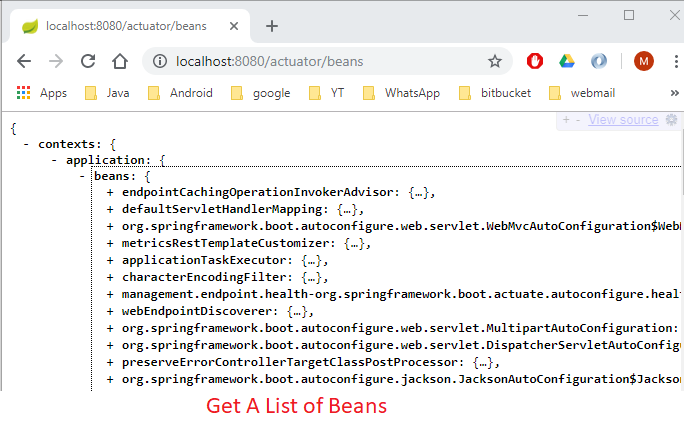 localhost:8080/actuator/beans
localhost:8080/actuator/beans
M
Apps Java Android google YT WhatsApp bitbucket webmail »
+ - View source
{
- contexts: {
- application: {
- beans: {
+ endpointCachingOperationInvokerAdvisor: {…},
+ defaultServletHandlerMapping: {…},
+ org.springframework.boot.autoconfigure.web.servlet.WebMvcAutoConfiguration$Web
+ metricsRestTemplateCustomizer: {…},
+ applicationTaskExecutor: {…},
+ characterEncodingFilter: {…},
+ management.endpoint.health-org.springframework.boot.actuate.autoconfigure.heal
+ webEndpointDiscoverer: {…},
+ org.springframework.boot.autoconfigure.web.servlet.MultipartAutoConfiguration:
+ org.springframework.boot.autoconfigure.web.servlet.DispatcherServletAutoConfig
+ preserveErrorControllerTargetClassPostProcessor: {…},
+ org.springframework.boot.autoconfigure.jackson.JacksonAutoConfiguration$Jackson
Get A List of Beans